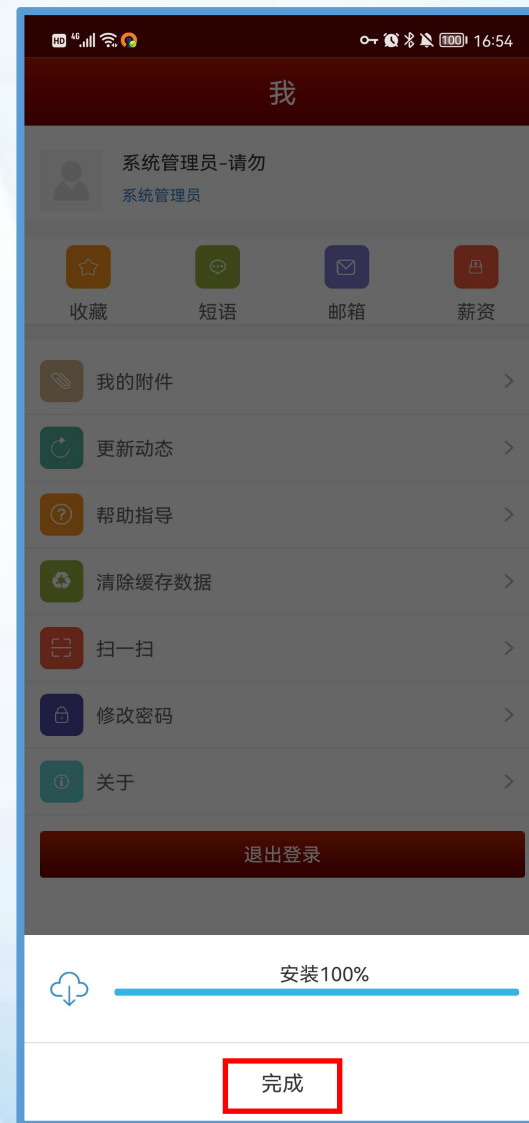 HD 4G 100 16:54
我
系统管理员-请勿
系统管理员
收藏 短语 邮箱 薪资
我的附件
更新动态
帮助指导
清除缓存数据
扫一扫
修改密码
关于
退出登录
安装100%
完成